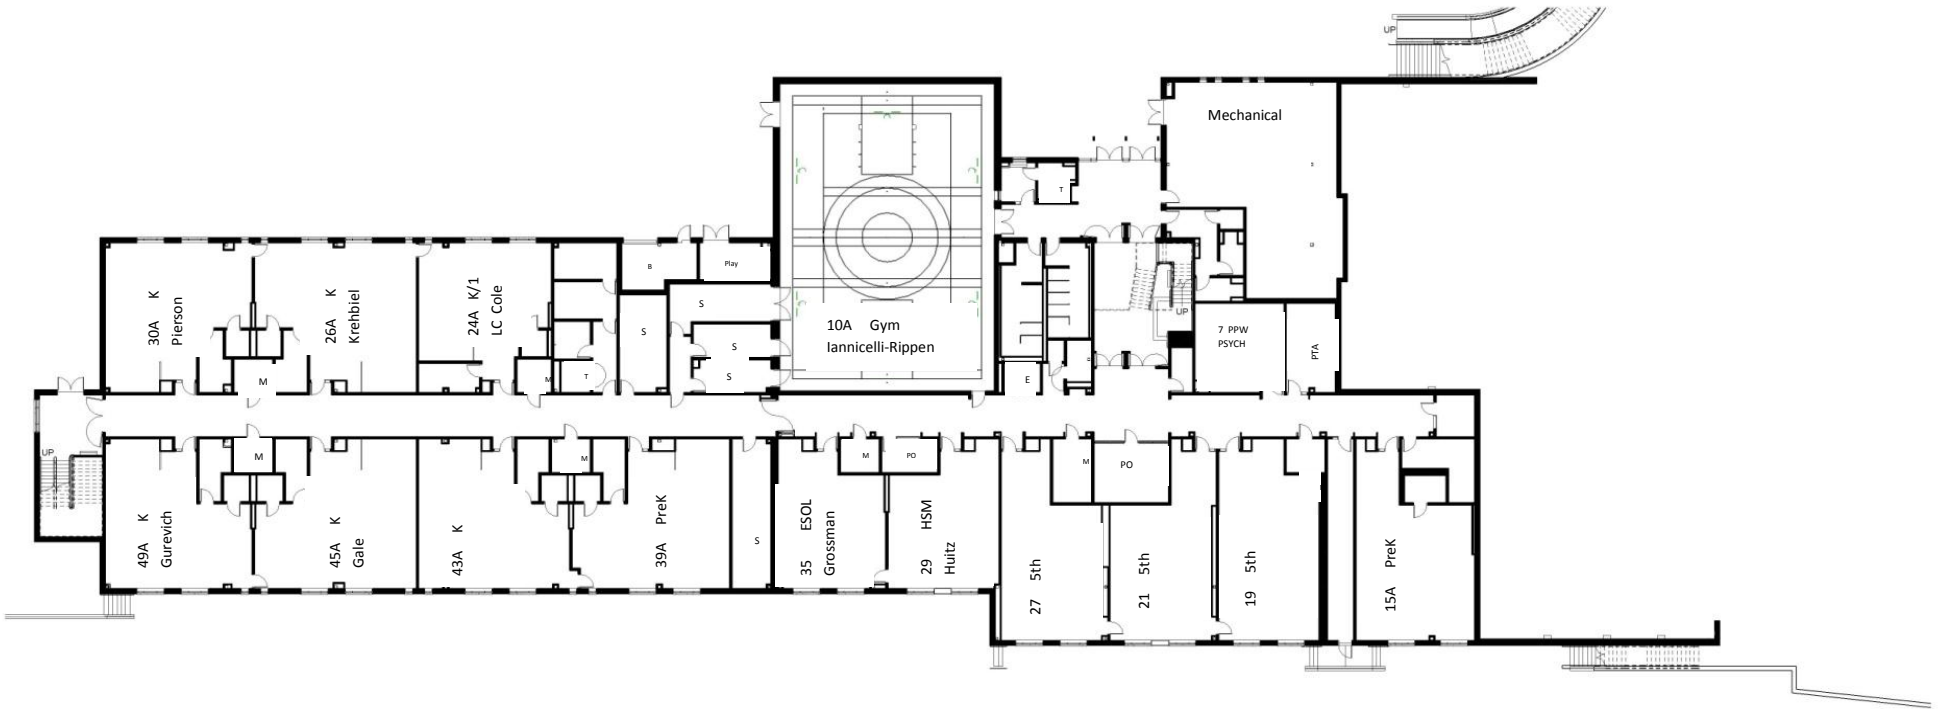 UP
Mechanical
T
B
Play
30A K
Pierson
26A K
Krehbiel
24A K/1
LC Cole
S
S
S
S
10A Gym
Iannicelli-Rippen
UP
7 PPW
PSYCH
PTA
M
M
T
E
UP
M
M
M
PO
M
PO
49A K
Gurevich
45A K
Gale
43A K
39A PreK
S
35 ESOL
Grossman
29 HSM
Huitz
27 5th
21 5th
19 5th
15A PreK